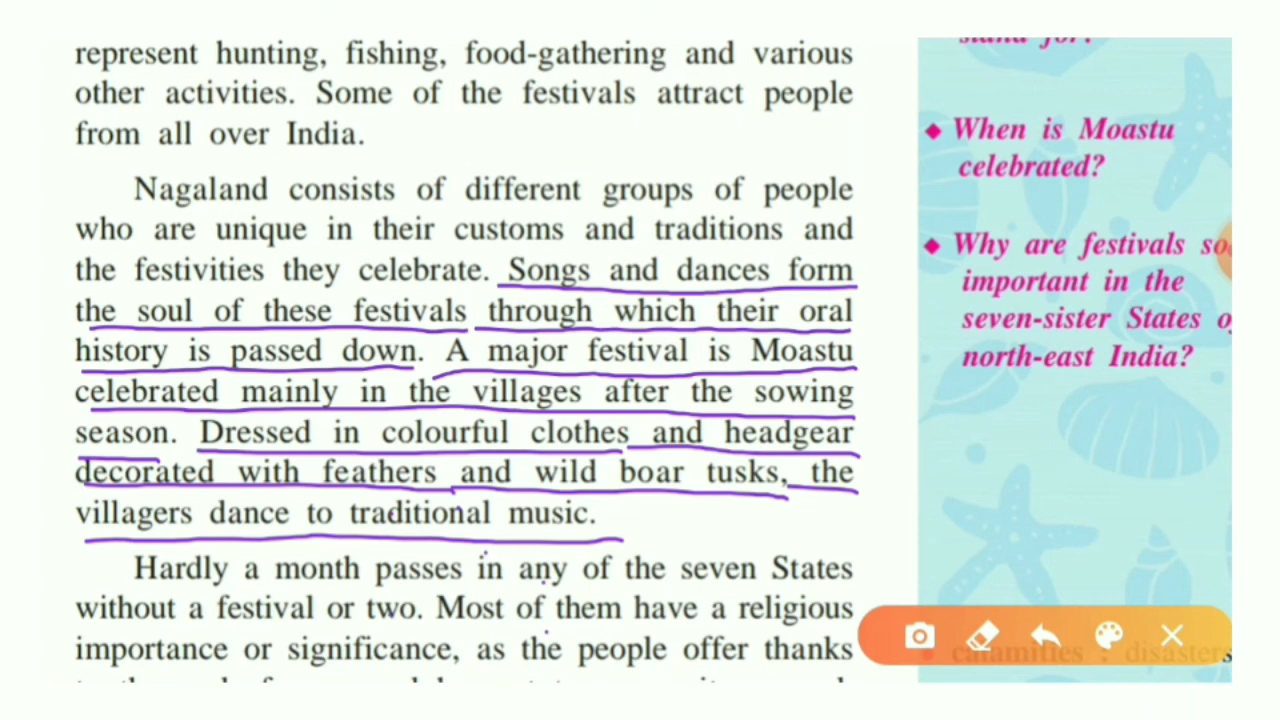 represent hunting, fishing, food-gathering and various
other activities. Some of the festivals attract people
from all over India.
Nagaland consists of different groups of people
who are unique in their customs and traditions and
the festivities they celebrate. Songs and dances form
the soul of these festivals through which their oral
history is passed down. A major festival is Moastu
celebrated mainly in the villages after the sowing
season. Dressed in colourful clothes and headgear
decorated with feathers and wild boar tusks, the
villagers dance to traditional music.
Hardly a month passes in any of the seven States
without a festival or two. Most of them have a religious
importance or significance, as the people offer thanks
stand for?
◆ When is Moastu
celebrated?
◆ Why are festivals so
important in the
seven-sister States
north-east India?
calamities : disasters